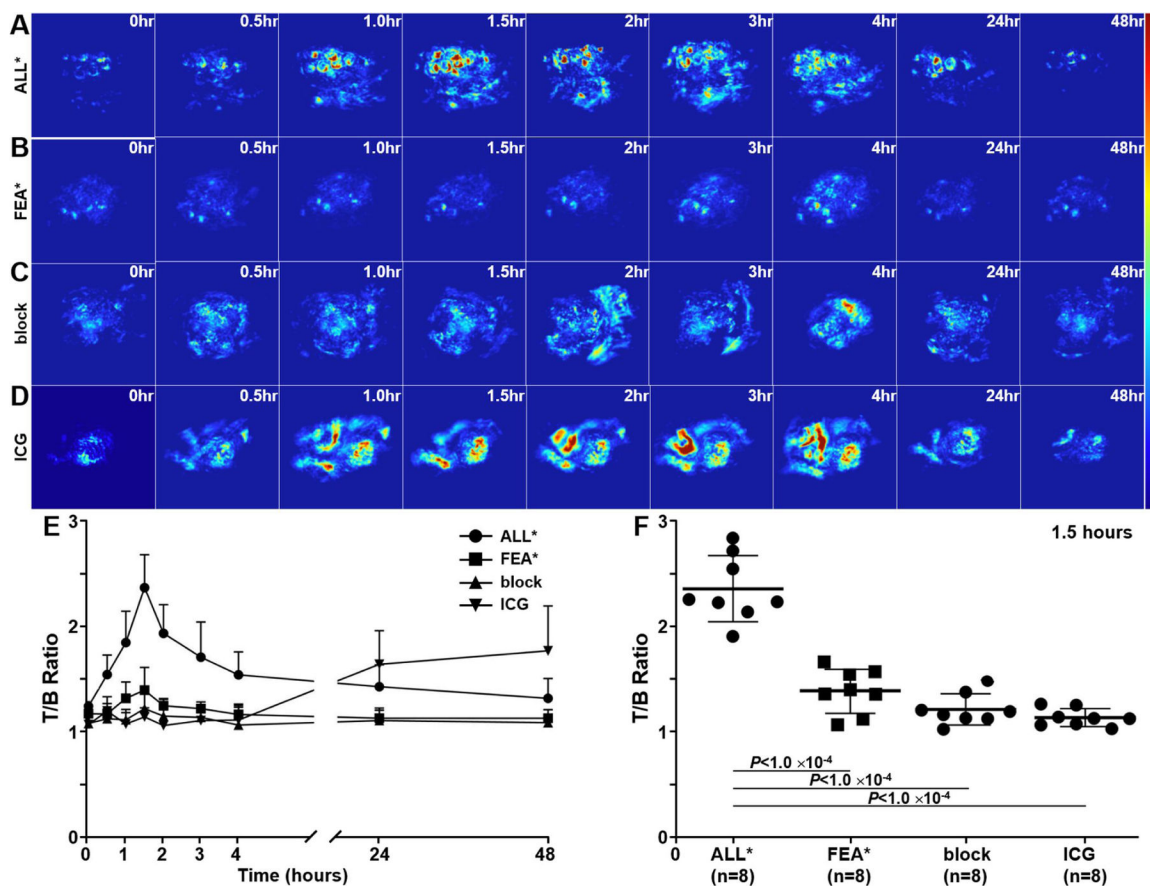 A
ALL*
0hr 0.5hr 1.0hr 1.5hr 2hr 3hr 4hr 24hr 48hr
B
FEA*
0hr 0.5hr 1.0hr 1.5hr 2hr 3hr 4hr 24hr 48hr
C
block
0hr 0.5hr 1.0hr 1.5hr 2hr 3hr 4hr 24hr 48hr
D
ICG
0hr 0.5hr 1.0hr 1.5hr 2hr 3hr 4hr 24hr 48hr
E
T/B Ratio
3
2
1
0
ALL*
FEA*
block
ICG
0 1 2 3 4 24 48
Time (hours)
F
1.5 hours
T/B Ratio
3
2
1
0
P<1.0 ×10-4
P<1.0 ×10-4
P<1.0 ×10-4
0 ALL* FEA* block ICG
(n=8) (n=8) (n=8) (n=8)